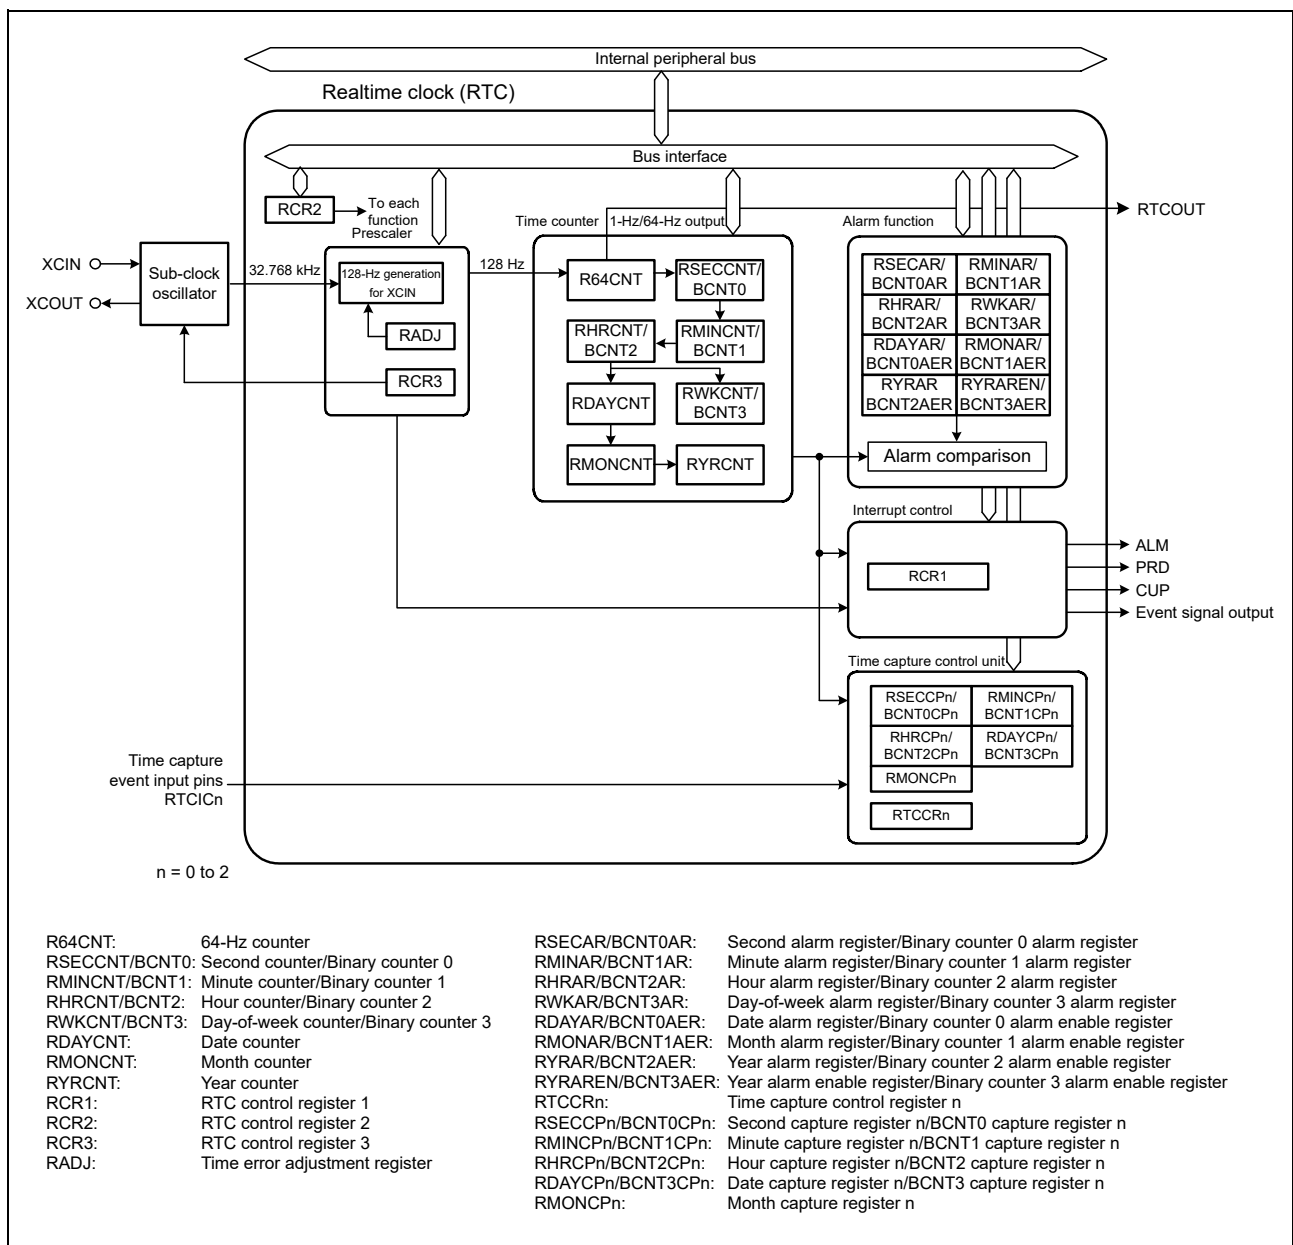 Internal peripheral bus
Realtime clock (RTC)
Bus interface
RCR2
To each
function
Prescaler
Time counter
1-Hz/64-Hz output
Alarm function
RTCOUT
XCIN
XCOUT
Sub-clock
oscillator
32.768 kHz
128-Hz generation
for XCIN
RADJ
RCR3
128 Hz
R64CNT
RSECCNT/
BCNT0
RHRCNT/
BCNT2
RMINCNT/
BCNT1
RDAYCNT
RWKCNT/
BCNT3
RMONCNT
RYRCNT
RSECAR/
BCNT0AR
RMINAR/
BCNT1AR
RHRAR/
BCNT2AR
RWKAR/
BCNT3AR
RDAYAR/
BCNT0AER
RMONAR/
BCNT1AER
RYRAR
BCNT2AER
RYRAREN/
BCNT3AER
Alarm comparison
Interrupt control
RCR1
ALM
PRD
CUP
Event signal output
Time capture control unit
RSECCPn/
BCNT0CPn
RMINCPn/
BCNT1CPn
RHRCPn/
BCNT2CPn
RDAYCPn/
BCNT3CPn
RMONCPn
RTCCRn
Time capture
event input pins
RTCICn
n = 0 to 2
R64CNT: 64-Hz counter
RSECCNT/BCNT0: Second counter/Binary counter 0
RMINCNT/BCNT1: Minute counter/Binary counter 1
RHRCNT/BCNT2: Hour counter/Binary counter 2
RWKCNT/BCNT3: Day-of-week counter/Binary counter 3
RDAYCNT: Date counter
RMONCNT: Month counter
RYRCNT: Year counter
RCR1: RTC control register 1
RCR2: RTC control register 2
RCR3: RTC control register 3
RADJ: Time error adjustment register
RSECAR/BCNT0AR: Second alarm register/Binary counter 0 alarm register
RMINAR/BCNT1AR: Minute alarm register/Binary counter 1 alarm register
RHRAR/BCNT2AR: Hour alarm register/Binary counter 2 alarm register
RWKAR/BCNT3AR: Day-of-week alarm register/Binary counter 3 alarm register
RDAYAR/BCNT0AER: Date alarm register/Binary counter 0 alarm enable register
RMONAR/BCNT1AER: Month alarm register/Binary counter 1 alarm enable register
RYRAR/BCNT2AER: Year alarm register/Binary counter 2 alarm enable register
RYRAREN/BCNT3AER: Year alarm enable register/Binary counter 3 alarm enable register
RTCCRn: Time capture control register n
RSECCPn/BCNT0CPn: Second capture register n/BCNT0 capture register n
RMINCPn/BCNT1CPn: Minute capture register n/BCNT1 capture register n
RHRCPn/BCNT2CPn: Hour capture register n/BCNT2 capture register n
RDAYCPn/BCNT3CPn: Date capture register n/BCNT3 capture register n
RMONCPn: Month capture register n